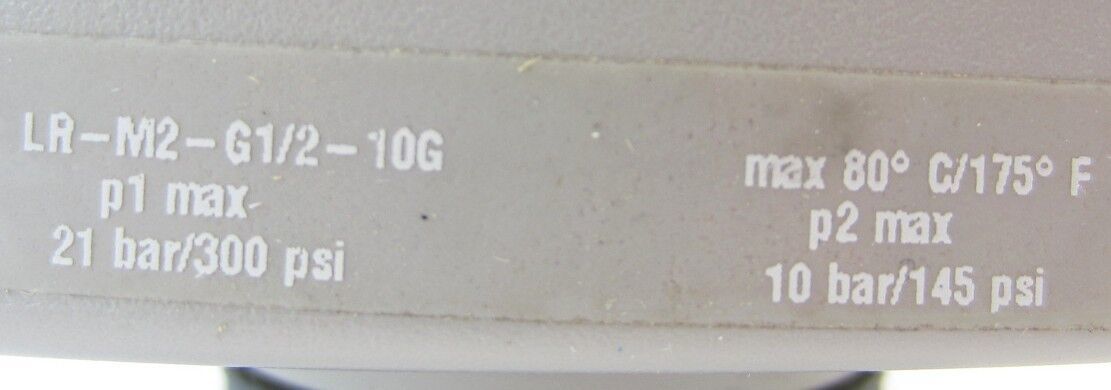 LR-M2-G1/2-10G
p1 max
21 bar/300 psi
max 80° C/175° F
p2 max
10 bar/145 psi